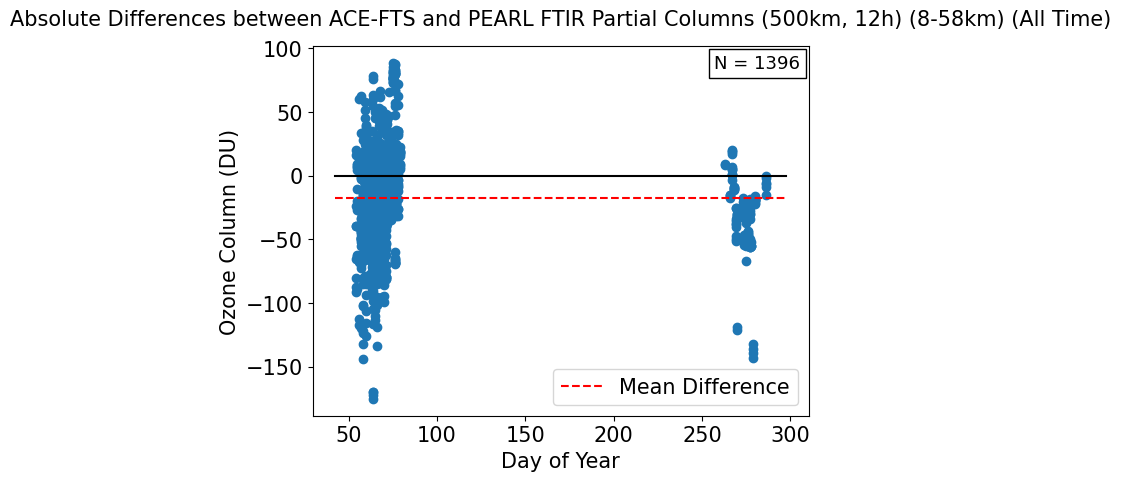 Absolute Differences between ACE-FTS and PEARL FTIR Partial Columns (500km, 12h) (8-58km) (All Time)
N = 1396
100
50
0
−50
−100
−150
Ozone Column (DU)
Mean Difference
50 100 150 200 250 300
Day of Year